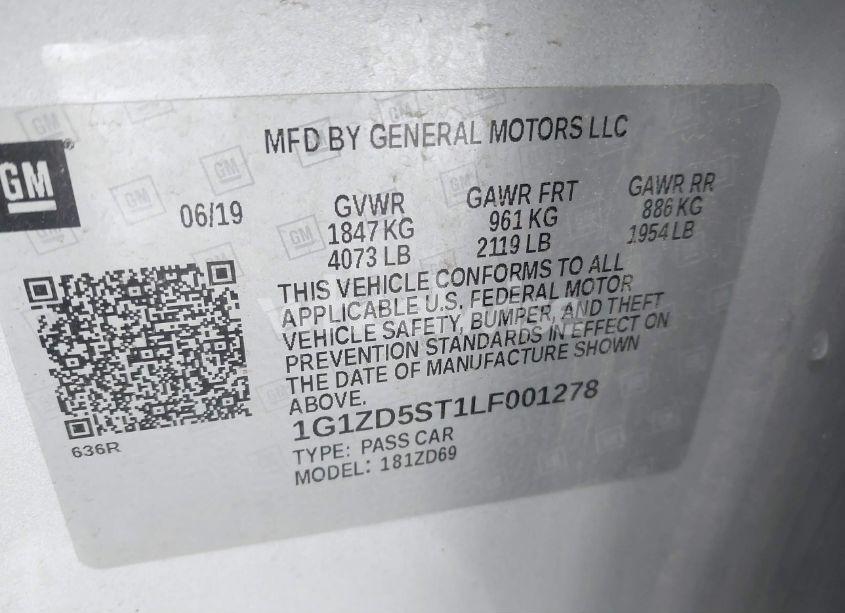 GM
MFD BY GENERAL MOTORS LLC
06/19
GVWR
1847 KG
4073 LB
GAWR FRT
961 KG
2119 LB
GAWR RR
886 KG
1954 LB
THIS VEHICLE CONFORMS TO ALL
APPLICABLE U.S. FEDERAL MOTOR
VEHICLE SAFETY, BUMPER, AND THEFT
PREVENTION STANDARDS IN EFFECT ON
THE DATE OF MANUFACTURE SHOWN
ABOVE.
1G1ZD5ST1LF001278
TYPE: PASS CAR
MODEL: 181ZD69
636R